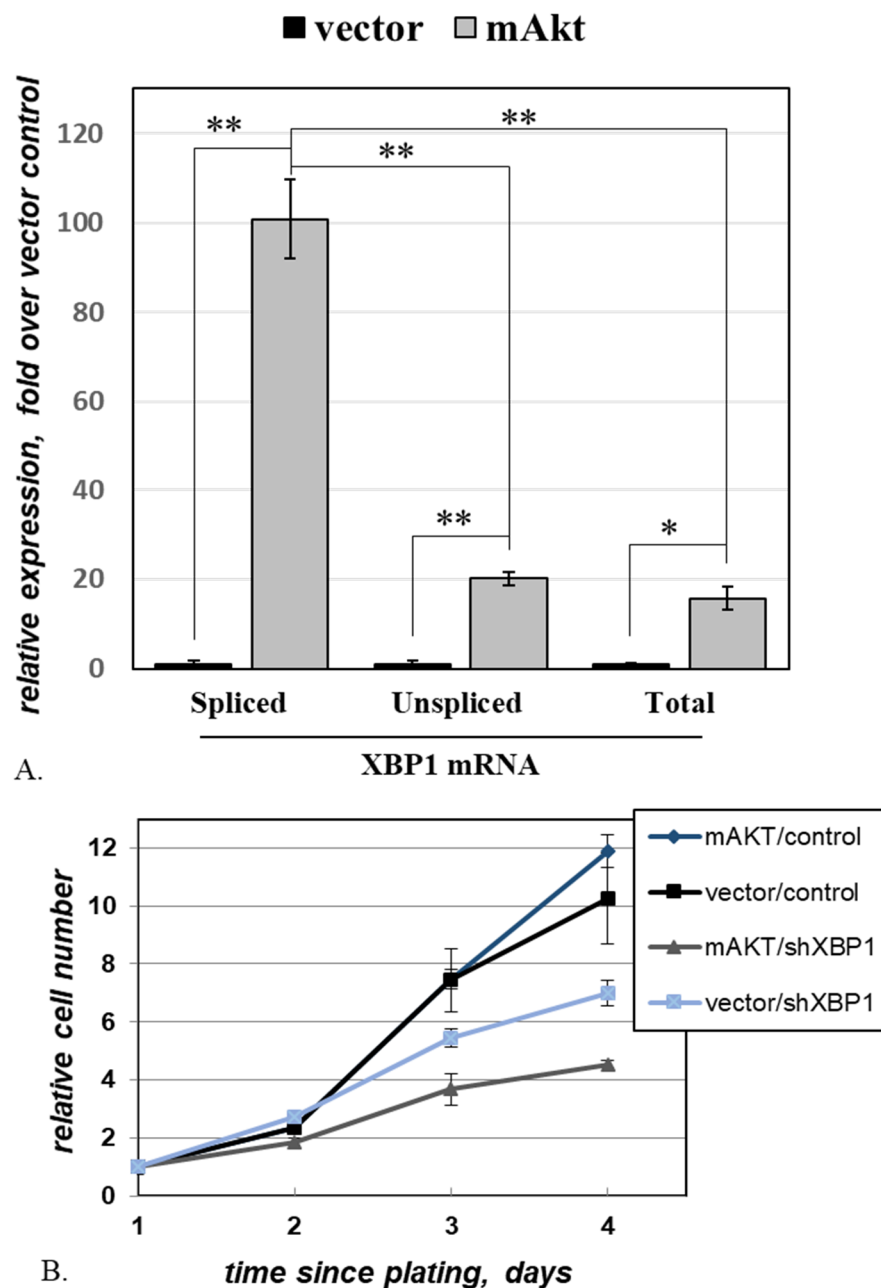 vector mAkt
relative expression, fold over vector control
120
100
80
60
40
20
0
**
**
**
**
*
Spliced Unspliced Total
XBP1 mRNA
A.
relative cell number
12
10
8
6
4
2
0
mAKT/control
vector/control
mAKT/shXBP1
vector/shXBP1
1 2 3 4
time since plating, days
B.